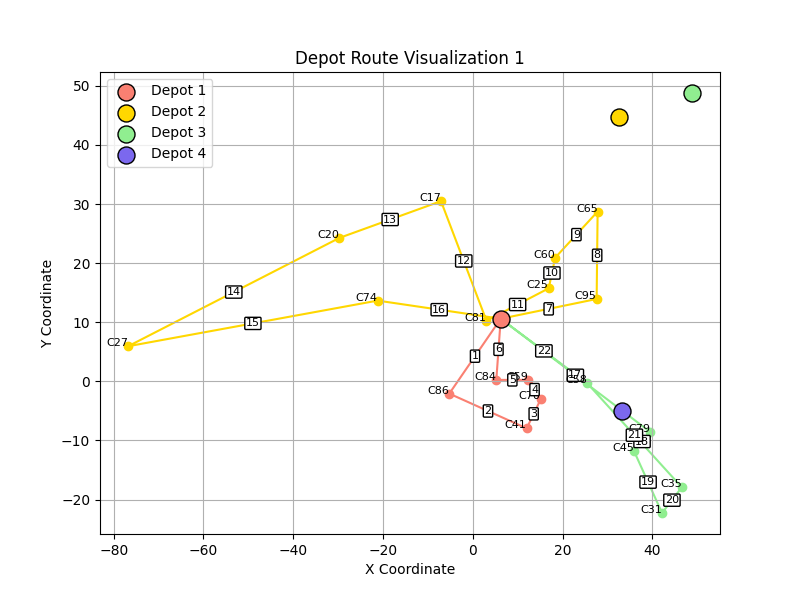 Depot Route Visualization 1
Depot 1
Depot 2
Depot 3
Depot 4
Y Coordinate
50
40
30
20
10
0
−10
−20
−80
−60
−40
−20
0
20
40
X Coordinate
C17
C65
13
12
C20
9
8
C60
10
14
C25
C74
C95
15
16
11
7
C81
C27
6
22
1
C84
5
C59
17
C58
C86
4
C76
2
3
C41
C79
21
18
C45
19
C35
20
C31